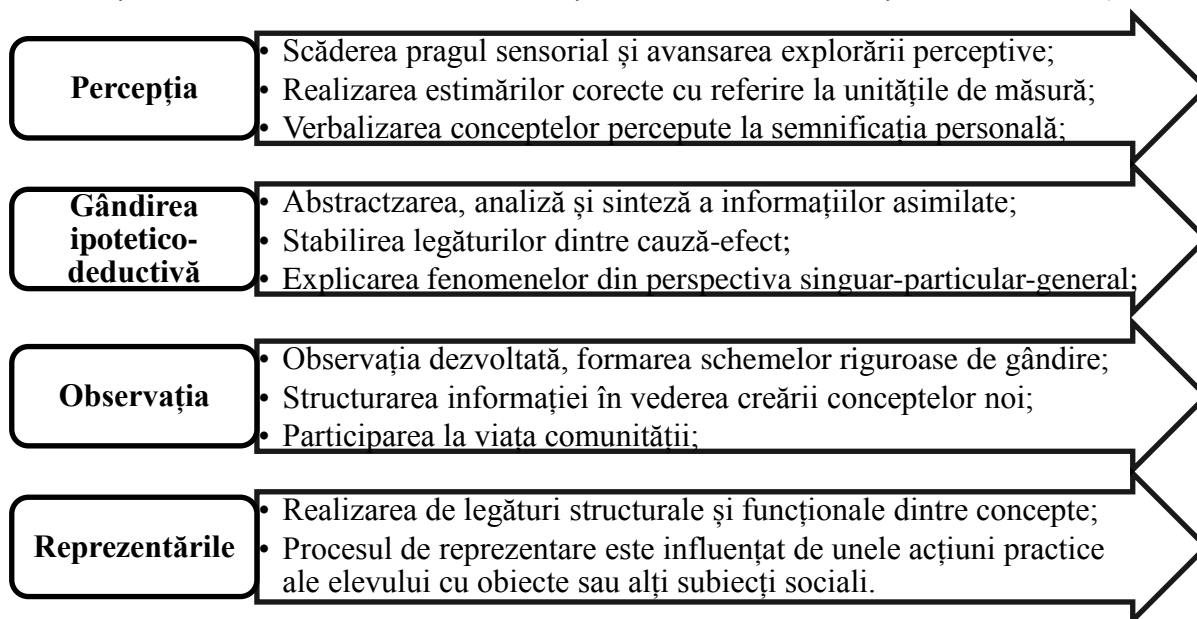 Percepția
• Scăderea pragul sensorial și avansarea explorării perceptive;
• Realizarea estimărilor corecte cu referire la unitățile de măsură;
• Verbalizarea conceptelor percepute la semnificația personală;
Gândirea
ipotetico-
deductivă
• Abstractzarea, analiză și sinteză a informațiilor asimilate;
• Stabilirea legăturilor dintre cauză-efect;
• Explicarea fenomenelor din perspectiva singuar-particular-general;
Observația
• Observația dezvoltată, formarea schemelor riguroase de gândire;
• Structurarea informației în vederea creării conceptelor noi;
• Participarea la viața comunității;
Reprezentările
• Realizarea de legături structurale și funcționale dintre concepte;
• Procesul de reprezentare este influențat de unele acțiuni practice
ale elevului cu obiecte sau alți subiecți sociali.